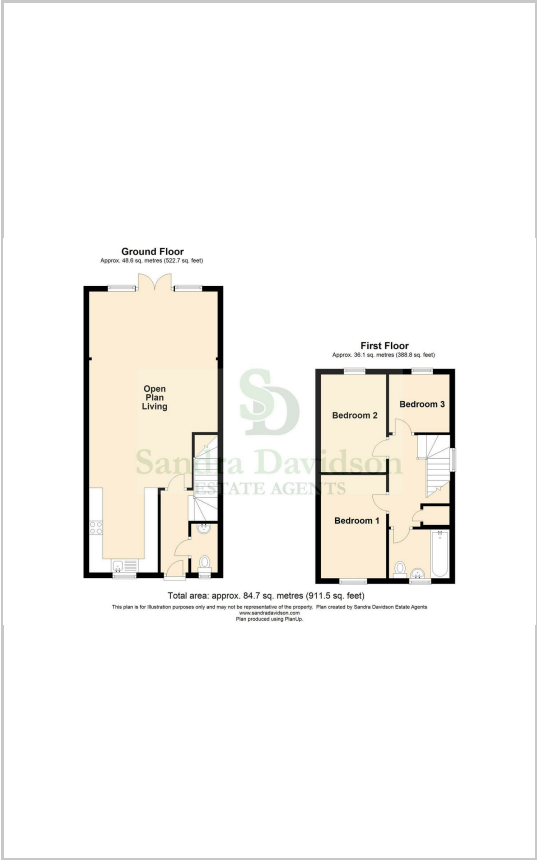 Ground Floor
Approx. 48.6 sq. metres (522.7 sq. feet)
Open
Plan
Living
First Floor
Approx. 36.1 sq. metres (388.8 sq. feet)
Bedroom 2
Bedroom 3
Bedroom 1
SD
Sandra Davidson
ESTATE AGENTS
Total area: approx. 84.7 sq. metres (911.5 sq. feet)
This plan is for illustration purposes only and may not be representative of the property. Plan created by Sandra Davidson Estate Agents
www.sandradavidson.com
Plan produced using PlanUp.